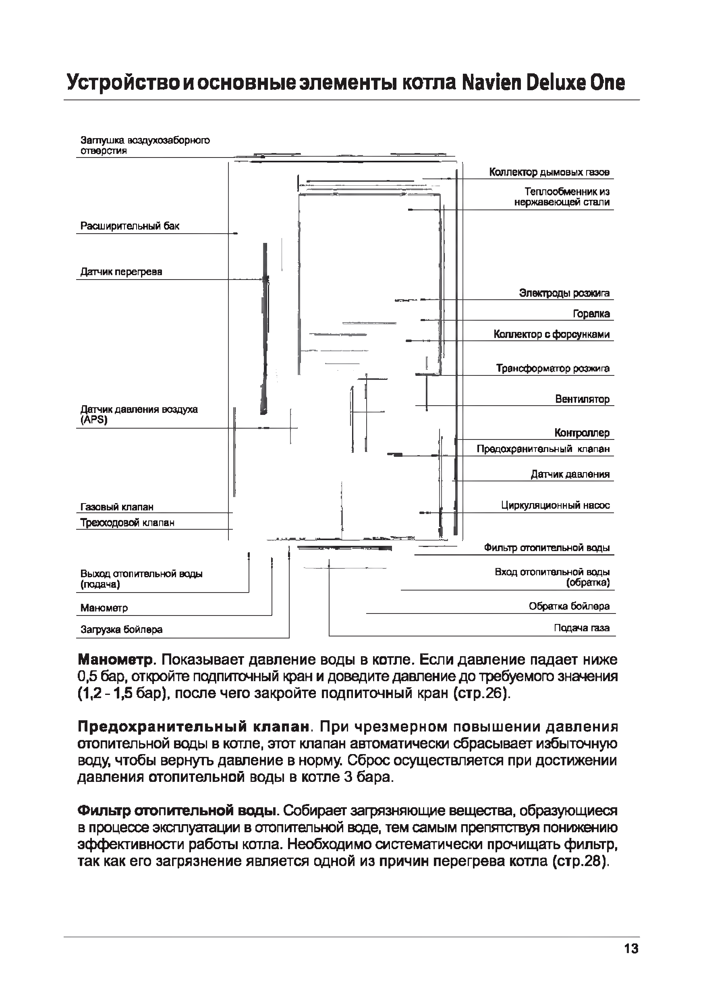 Устройство и основные элементы котла Navien Deluxe One
Заглушка воздухозаборного
отверстия
Коллектор дымовых газов
Теплообменник из
нержавеющей стали
Расширительный бак
Датчик перегрева
Электроды розжига
Горелка
Коллектор с форсунками
Трансформатор розжига
Вентилятор
Датчик давления воздуха
(APS)
Контроллер
Предохранительный клапан
Датчик давления
Газовый клапан
Циркуляционный насос
Трехходовой клапан
Фильтр отопительной воды
Выход отопительной воды
(подача)
Вход отопительной воды
(обратка)
Манометр
Обратка бойлера
Загрузка бойлера
Подача газа
Манометр. Показывает давление воды в котле. Если давление падает ниже
0,5 бар, откройте подпиточный кран и доведите давление до требуемого значения
(1,2 - 1,5 бар), после чего закройте подпиточный кран (стр.26).
Предохранительный клапан. При чрезмерном повышении давления
отопительной воды в котле, этот клапан автоматически сбрасывает избыточную
воду, чтобы вернуть давление в норму. Сброс осуществляется при достижении
давления отопительной воды в котле 3 бара.
Фильтр отопительной воды. Собирает загрязняющие вещества, образующиеся
в процессе эксплуатации в отопительной воде, тем самым препятствуя понижению
эффективности работы котла. Необходимо систематически прочищать фильтр,
так как его загрязнение является одной из причин перегрева котла (стр.28).
13